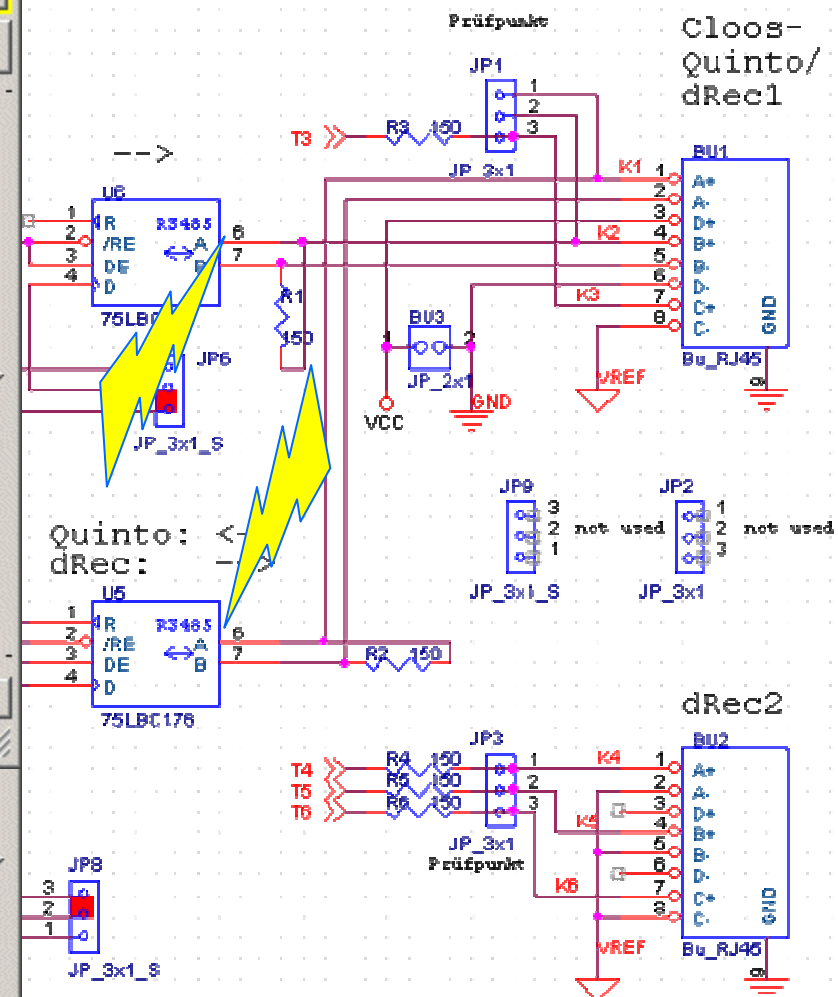 Prüfpunkt
Cloos-
Quinto/
dRec1
JP1
1
2
3
T3
R3
150
JP_3x1
-->
BU1
K1
1
2
3
4
5
6
7
8
A+
A-
D+
B+
B-
D-
C+
C-
GND
K2
K3
U6
R3485
1
2
3
4
R
/RE
DE
D
A
6
7
R1
150
BU3
1
2
JP_2x1
VCC
GND
VREF
Bu_RJ45
9
JP6
JP_3x1_S
JP9
3
2
1
not used
JP_3x1_S
JP2
1
2
3
not used
JP_3x1
Quinto:
dRec:
U5
R3485
1
2
3
4
R
/RE
DE
D
A
B
6
7
R2
150
75LBC176
dRec2
BU2
JP3
1
2
3
T4
T5
T6
R4
150
R5
150
R6
150
JP_3x1
Prüfpunkt
K4
K5
K6
1
2
3
4
5
6
7
8
A+
A-
D+
B+
B-
D-
C+
C-
GND
VREF
Bu_RJ45
9
JP8
3
2
1
JP_3x1_S